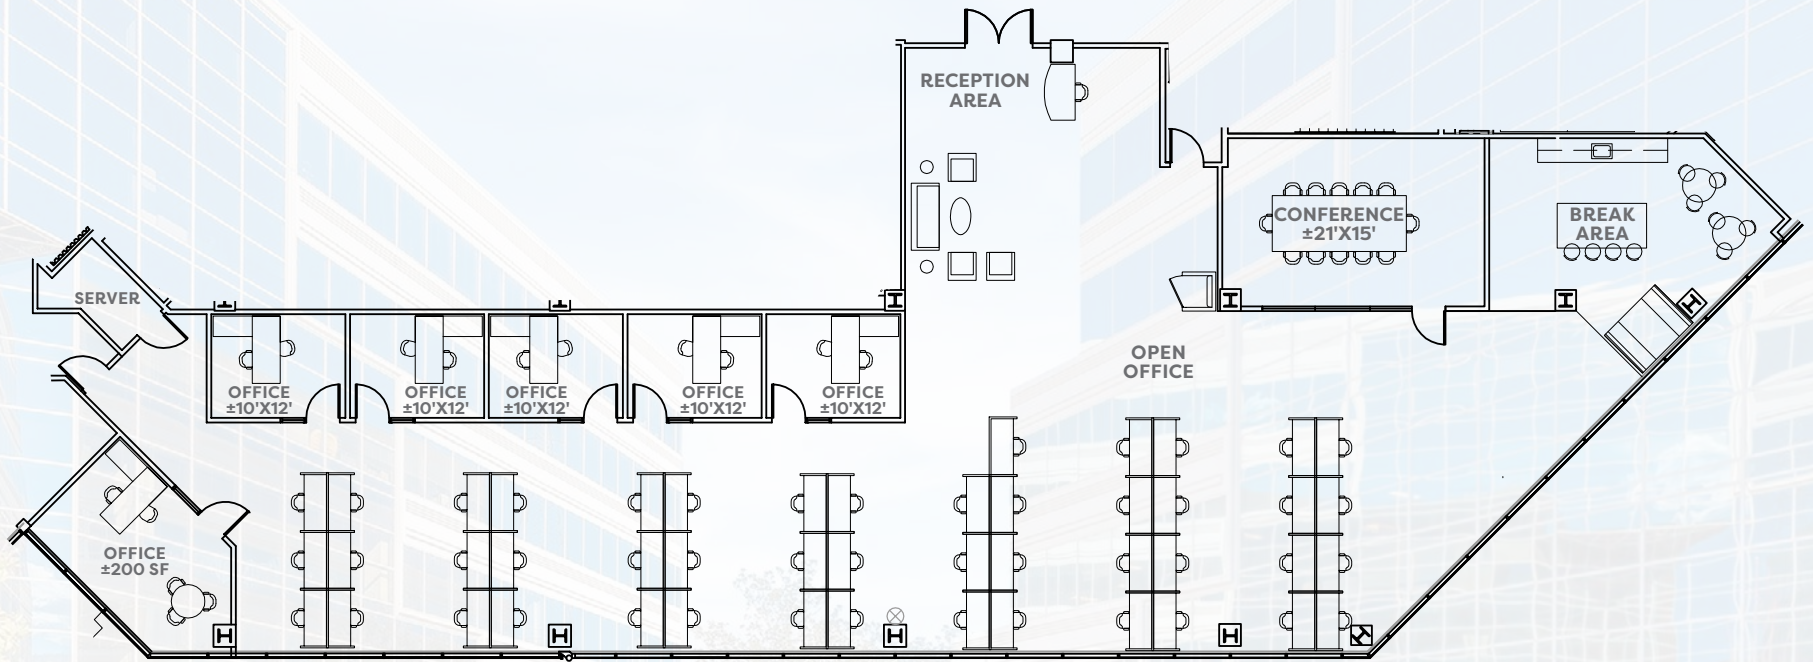 RECEPTION
AREA
CONFERENCE
±21'X15'
BREAK
AREA
SERVER
OPEN
OFFICE
OFFICE
±10'X12'
OFFICE
±10'X12'
OFFICE
±10'X12'
OFFICE
±10'X12'
OFFICE
±10'X12'
OFFICE
±200 SF